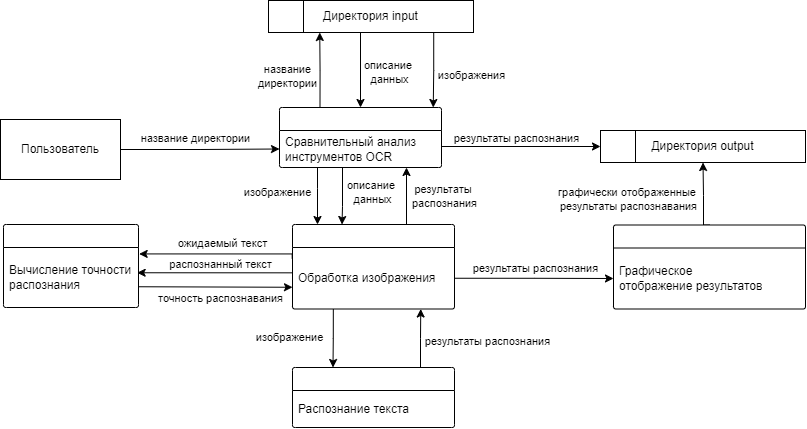 Директория input
название
директории
описание
данных
изображения
Пользователь
название директории
Сравнительный анализ
инструментов OCR
результаты распознания
Директория output
изображение
описание
данных
результаты
распознания
графически отображенные
результаты распознавания
Вычисление точности
распознания
ожидаемый текст
распознанный текст
точность распознавания
Обработка изображения
результаты распознания
Графическое
отображение результатов
изображение
результаты распознания
Распознание текста